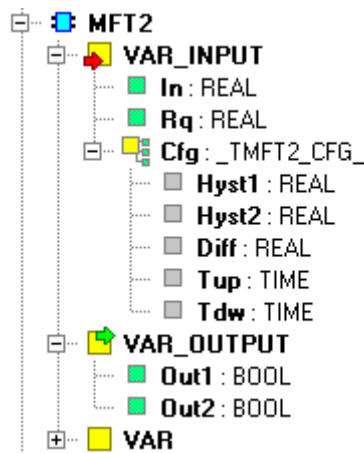 MFT2
VAR_INPUT
In : REAL
Rq : REAL
Cfg : _TMFT2_CFG_
Hyst1 : REAL
Hyst2 : REAL
Diff : REAL
Tup : TIME
Tdw : TIME
VAR_OUTPUT
Out1 : BOOL
Out2 : BOOL
VAR